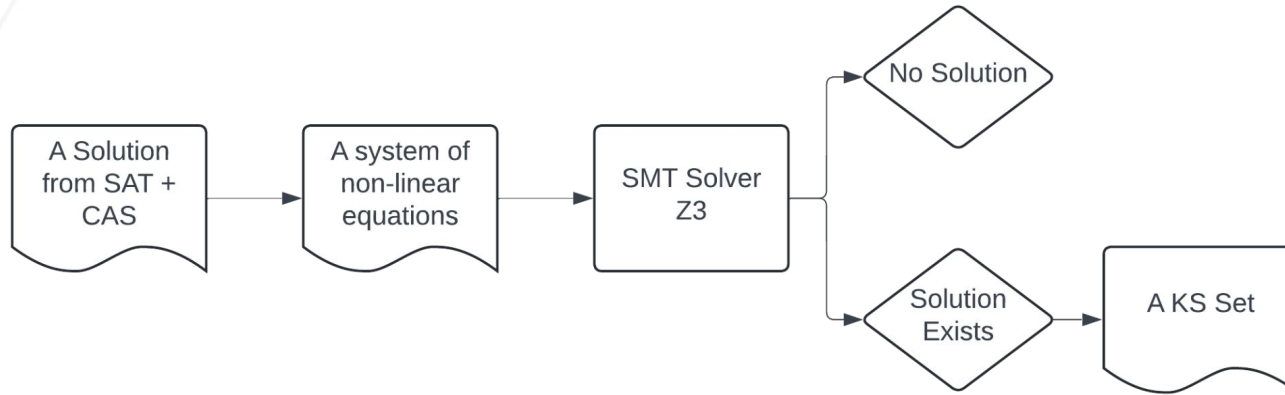 A Solution
from SAT +
CAS
A system of
non-linear
equations
SMT Solver
Z3
No Solution
Solution
Exists
A KS Set